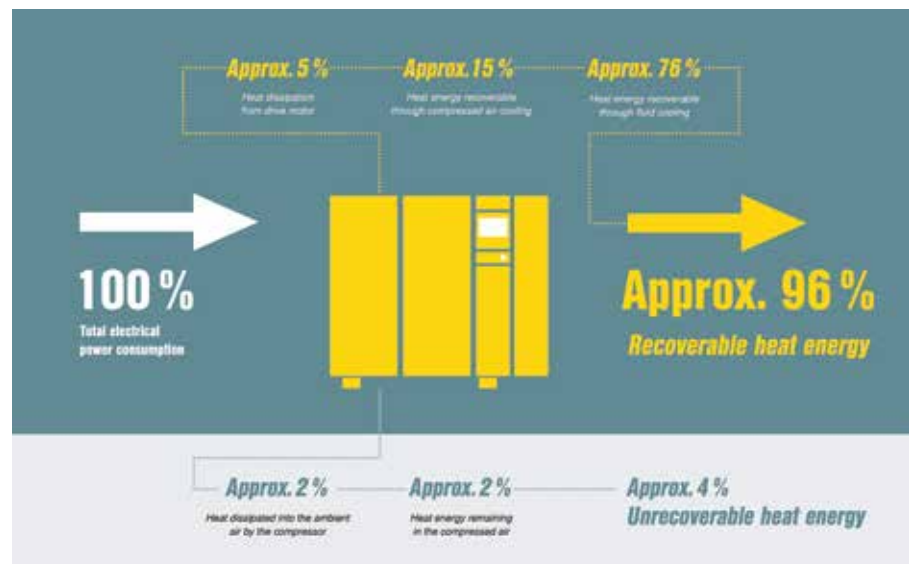 Approx. 5 %
Approx. 15 %
Approx. 76 %
Heat dissipation
from drive motor
Heat energy recoverable
through compressed air cooling
Heat energy recoverable
through fluid cooling
100 %
Total electrical
power consumption
Approx. 96 %
Recoverable heat energy
Approx. 2 %
Heat dissipated into the ambient
air by the compressor
Approx. 2 %
Heat energy remaining
in the compressed air
Approx. 4 %
Unrecoverable heat energy